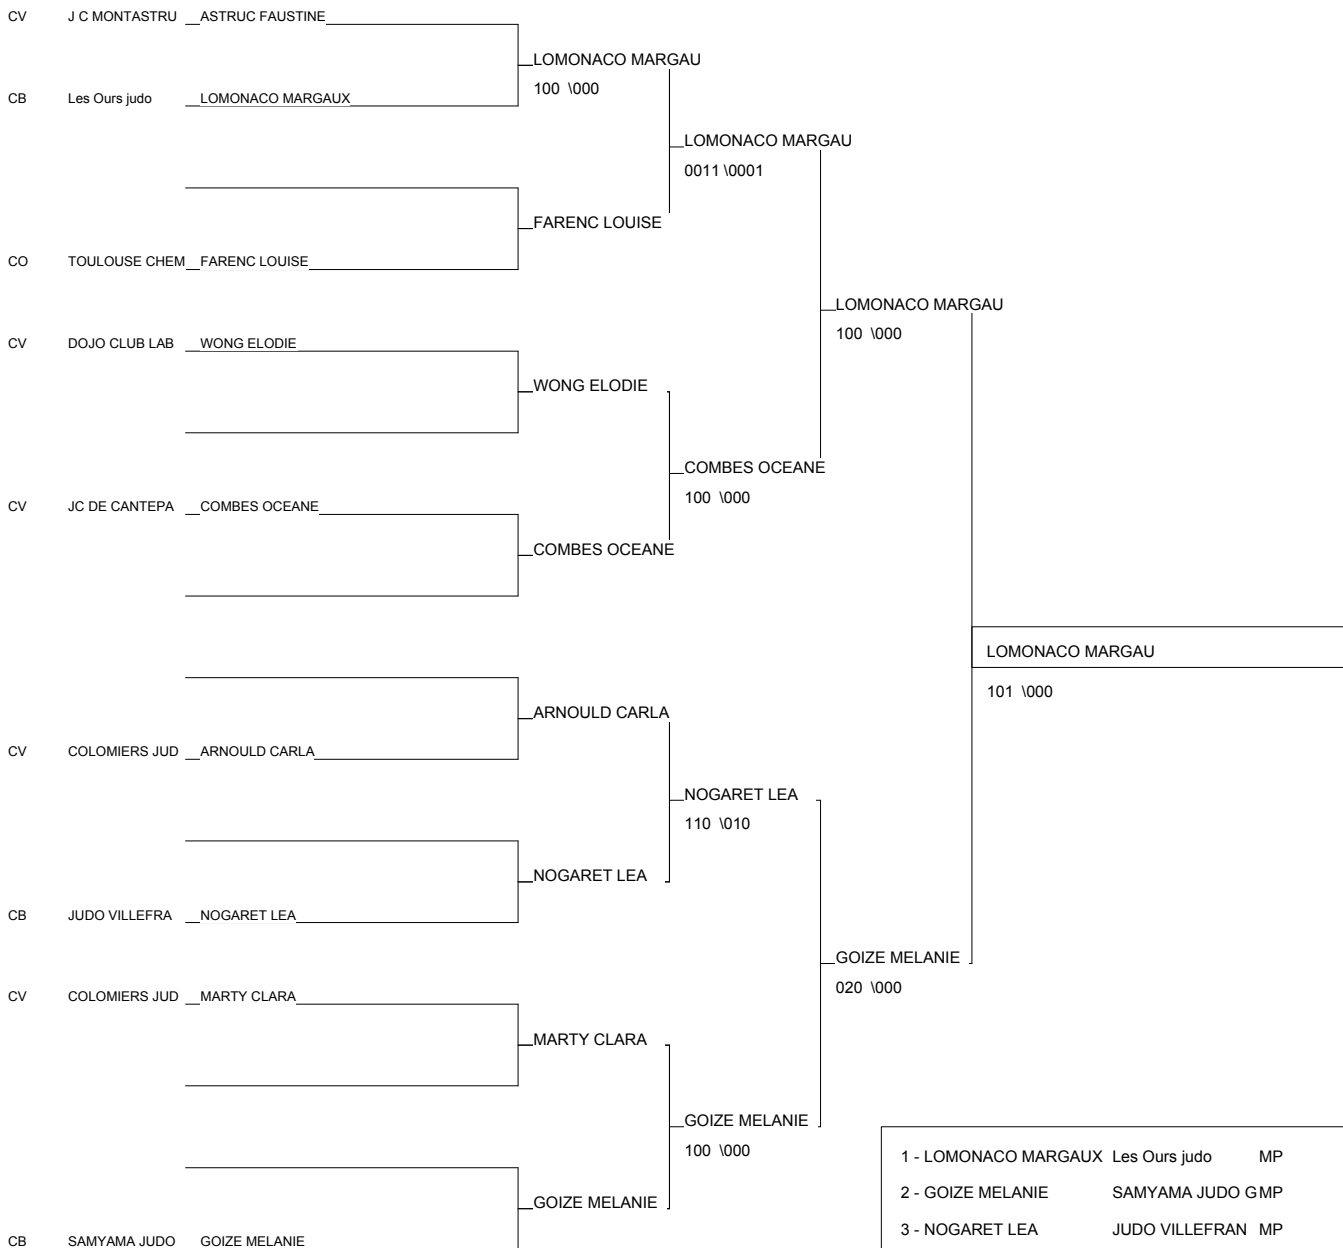 CV J C MONTASTRU ASTRUC FAUSTINE
LOMONACO MARGAU
100 \000
CB Les Ours judo LOMONACO MARGAUX
LOMONACO MARGAU
0011 \0001
FARENC LOUISE
CO TOULOUSE CHEM FARENC LOUISE
LOMONACO MARGAU
100 \000
CV DOJO CLUB LAB WONG ELODIE
WONG ELODIE
COMBES OCEANE
100 \000
CV JC DE CANTEPA COMBES OCEANE
COMBES OCEANE
LOMONACO MARGAU
101 \000
ARNOULD CARLA
CV COLOMIERS JUD ARNOULD CARLA
NOGARET LEA
110 \010
NOGARET LEA
CB JUDO VILLEFRA NOGARET LEA
GOIZE MELANIE
020 \000
CV COLOMIERS JUD MARTY CLARA
MARTY CLARA
GOIZE MELANIE
100 \000
GOIZE MELANIE
CB SAMYAMA JUDO GOIZE MELANIE
1 - LOMONACO MARGAUX Les Ours judo MP
2 - GOIZE MELANIE SAMYAMA JUDO G MP
3 - NOGARET LEA JUDO VILLEFRAN MP